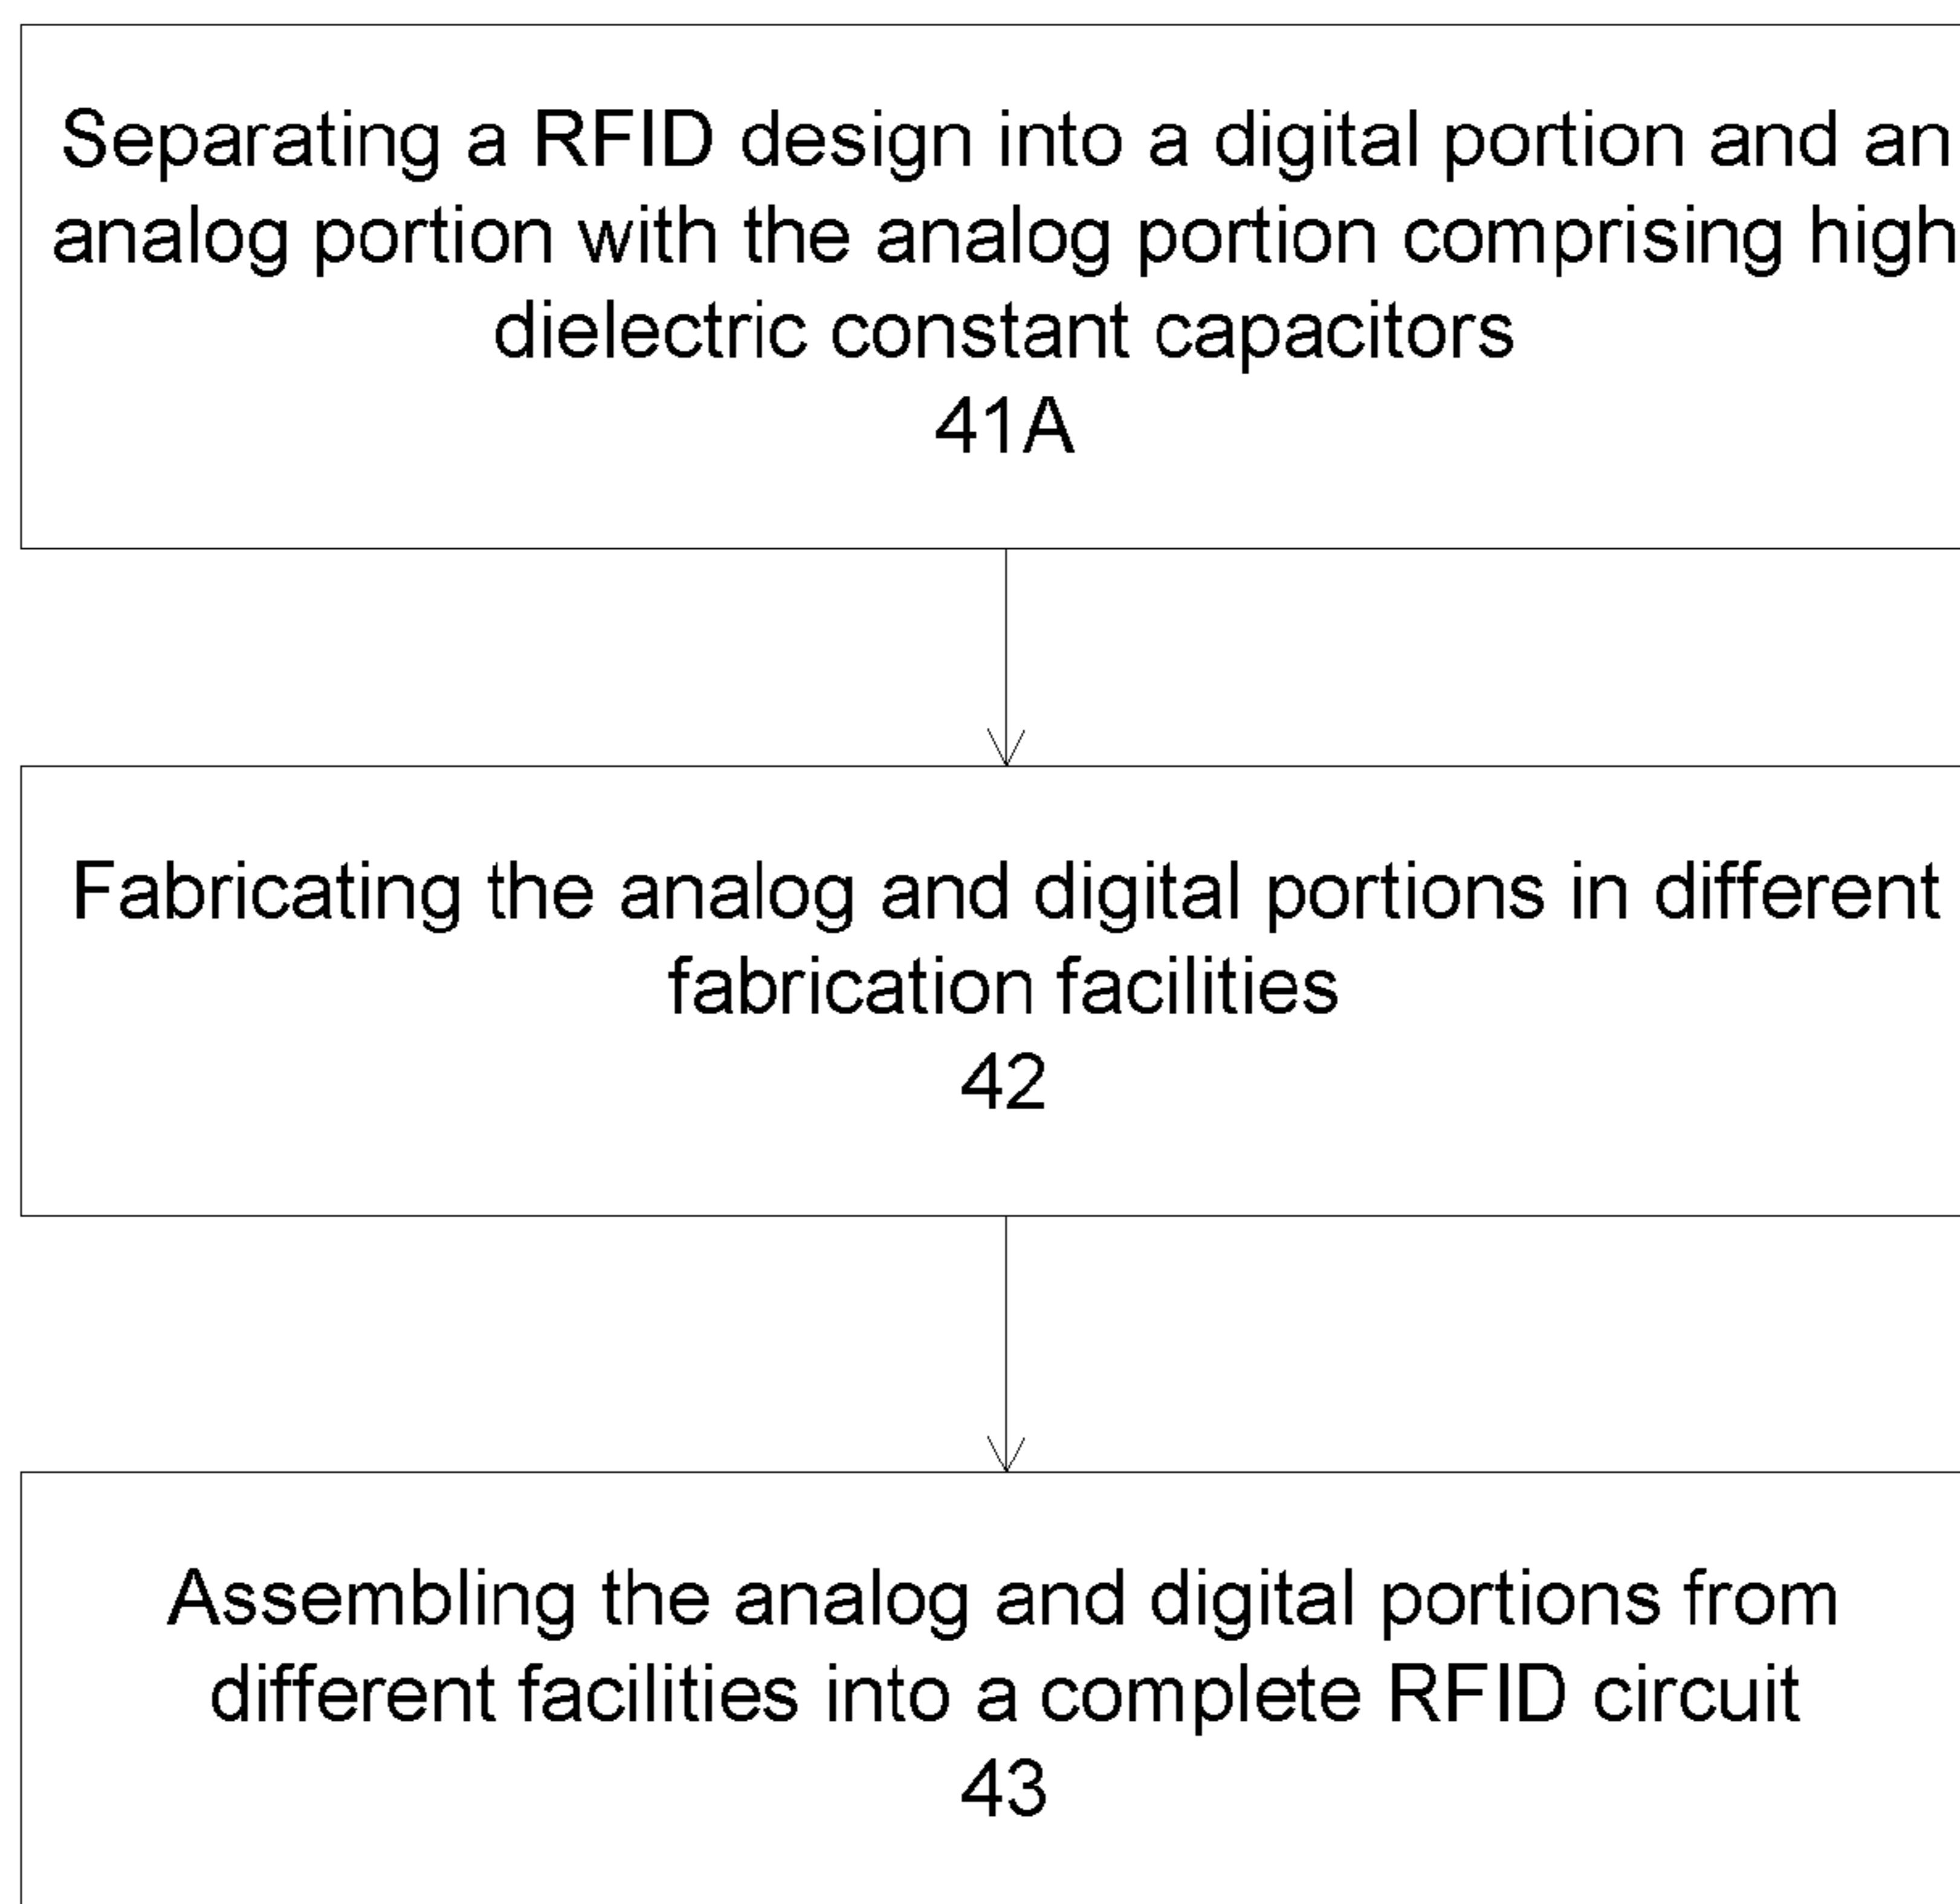 Separating a RFID design into a digital portion and an
analog portion with the analog portion comprising high
dielectric constant capacitors
41A
Fabricating the analog and digital portions in different
fabrication facilities
42
Assembling the analog and digital portions from
different facilities into a complete RFID circuit
43